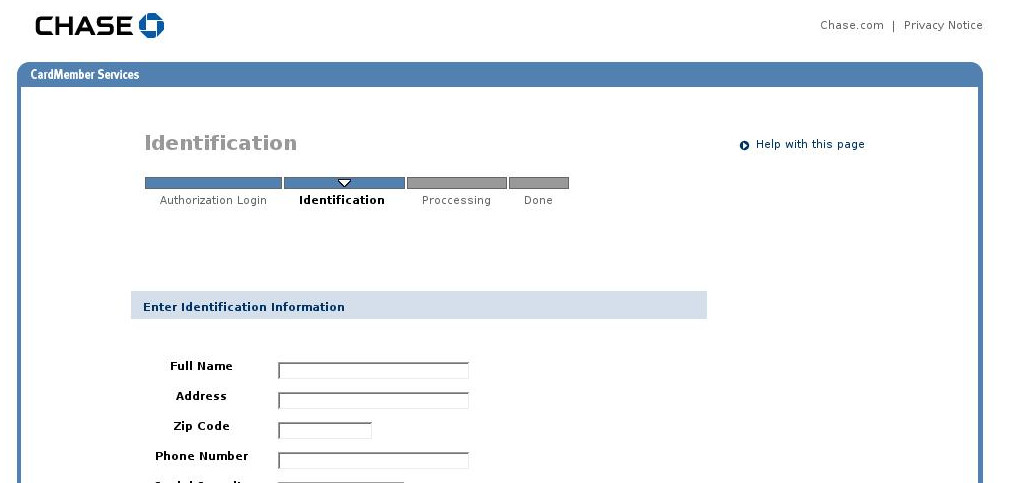 CHASE
Chase.com | Privacy Notice
CardMember Services
Identification
Help with this page
Authorization Login Identification Proccessing Done
Enter Identification Information
Full Name
Address
Zip Code
Phone Number